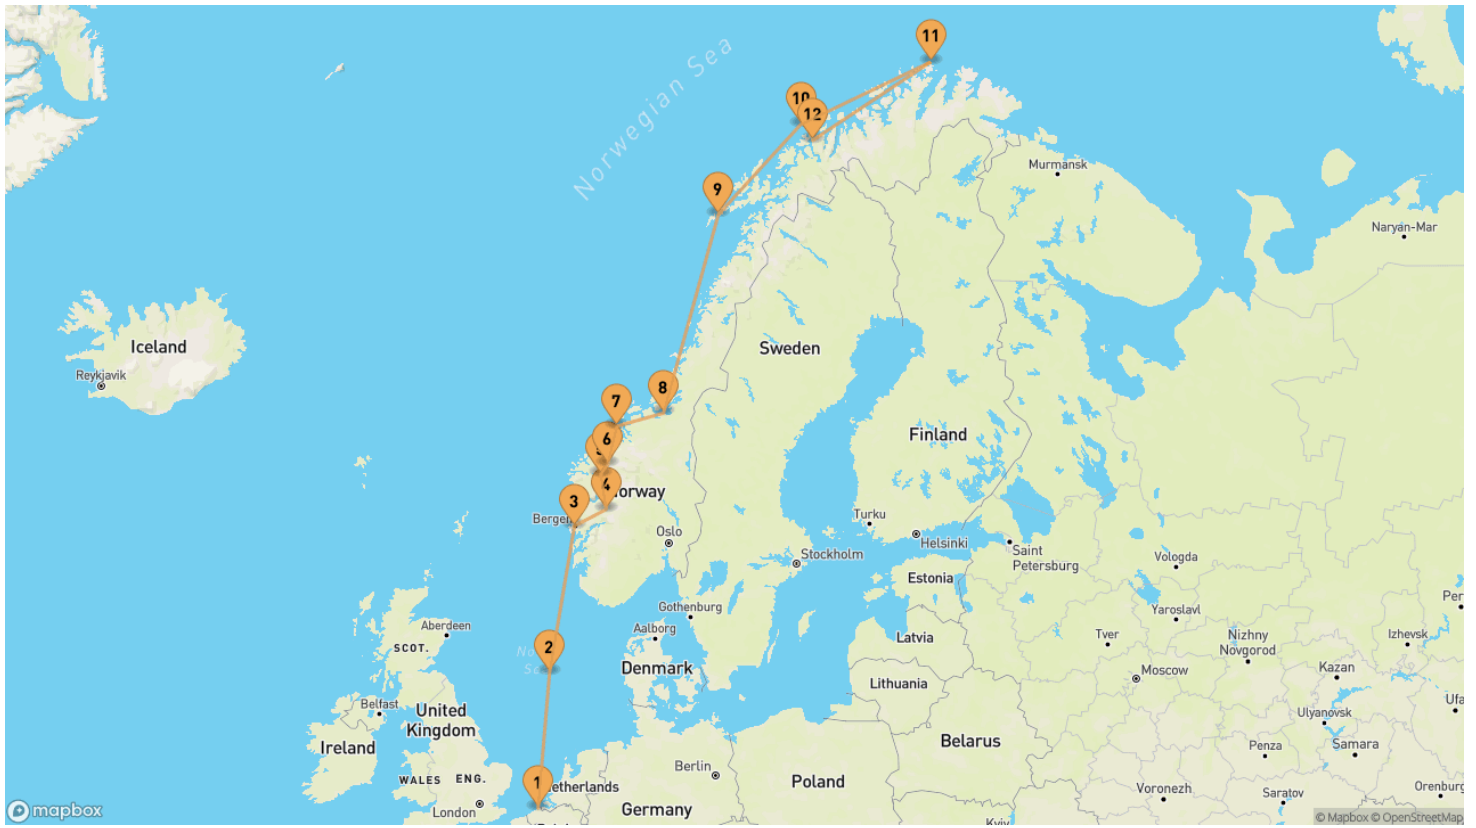 11
10
12
Norwegian Sea
Murmansk
9
Naryan-Mar
Iceland
Sweden
Reykjavik
8
7
Finland
6
4
Norway
3
Bergen
Turku
Oslo
Helsinki
Saint
Petersburg
Stockholm
Vologda
Estonia
Gothenburg
Yaroslavl
Aberdeen
Aalborg
Latvia
Tver
Nizhny
Novgorod
Izhevsk
SCOT.
2
Denmark
Moscow
Kazan
Lithuania
Belfast
United
Kingdom
Ulyanovsk
Ireland
Belarus
Penza
Samara
Berlin
WALES
ENG.
1
Netherlands
Poland
Voronezh
Saratov
Orenburg
London
Germany
mapbox
© Mapbox © OpenStreetMap